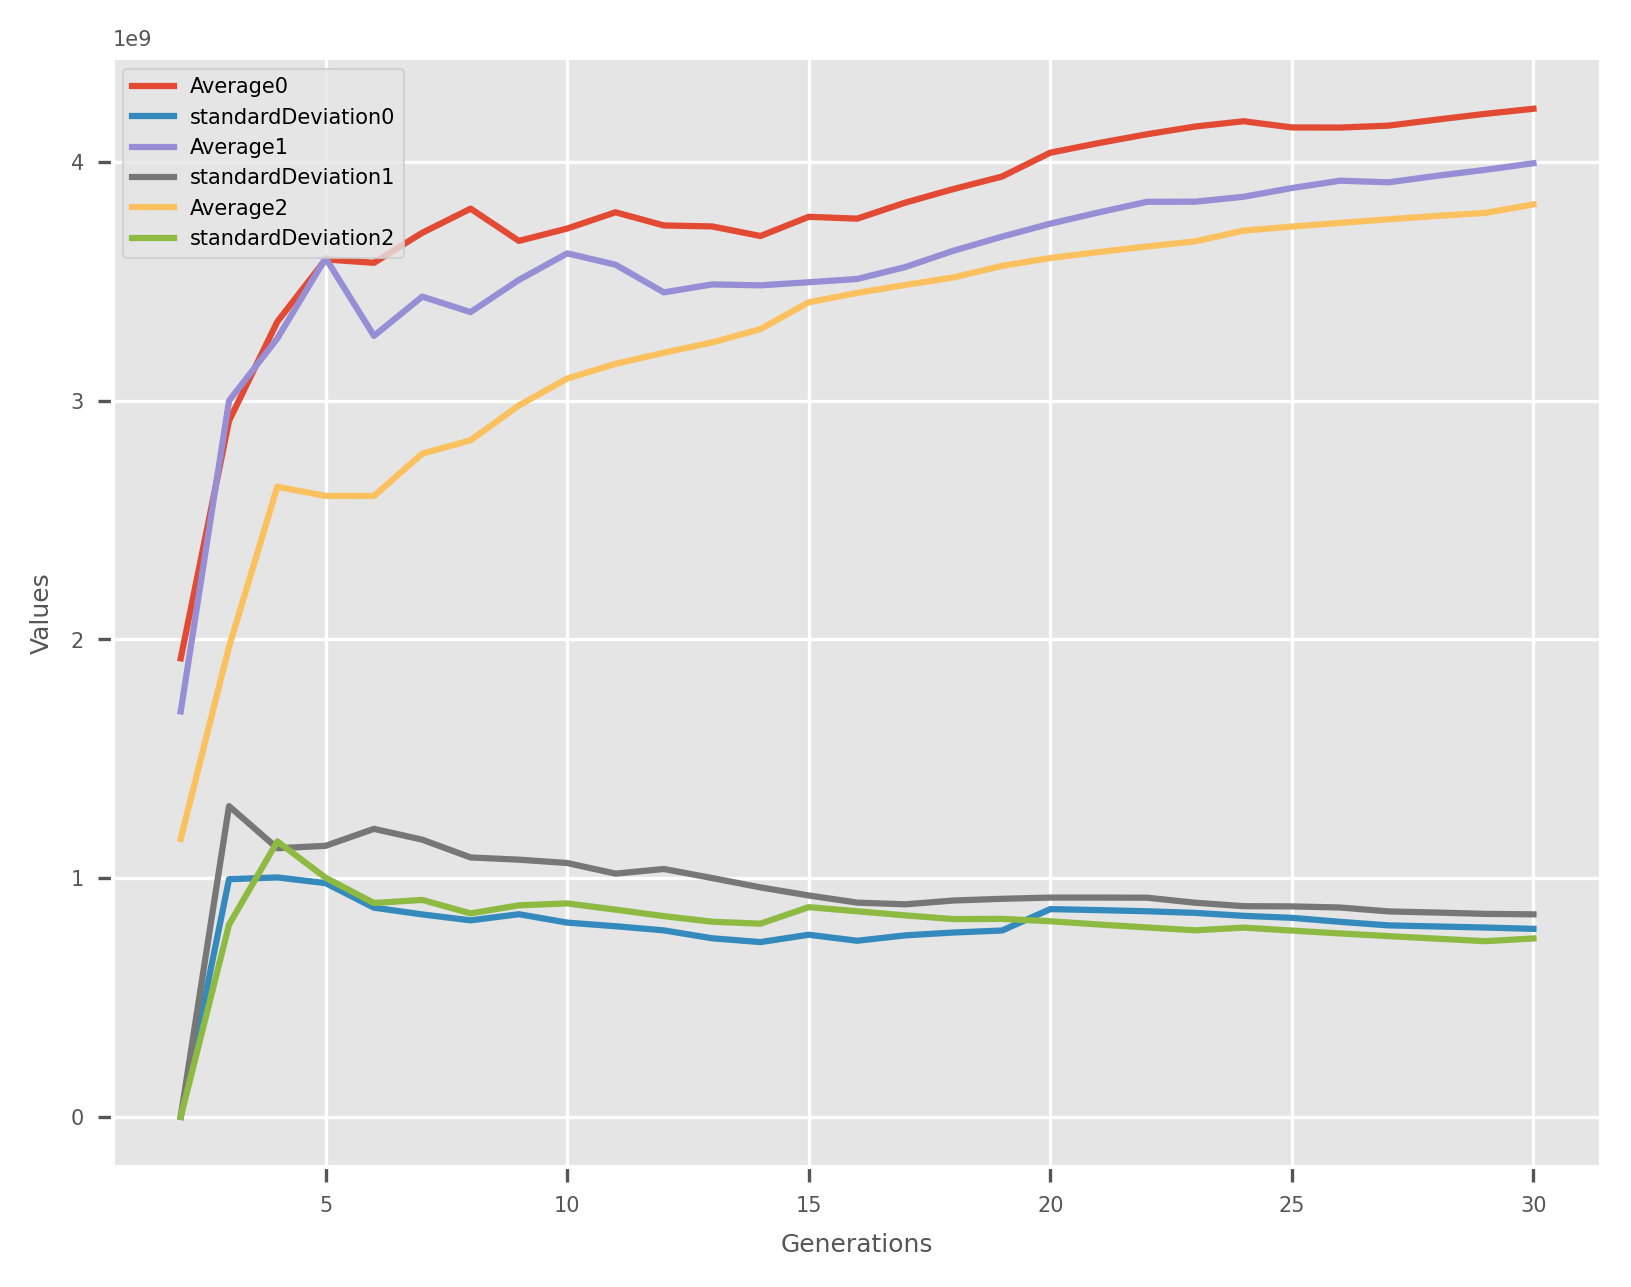 1e9
Average0
standardDeviation0
Average1
standardDeviation1
Average2
standardDeviation2
4
3
2
1
0
Values
5 10 15 20 25 30
Generations